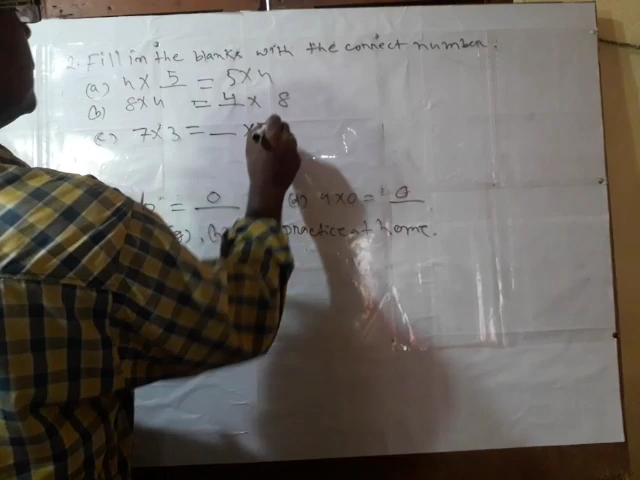 2. Fill in the blanks with the correct number.
(a) 4 × 5 = 5 × 4
(b) 8 × 4 = 4 × 8
(c) 7 × 3 = __ ×
= 0 (d) 4 × 0 = 0
practice at home.